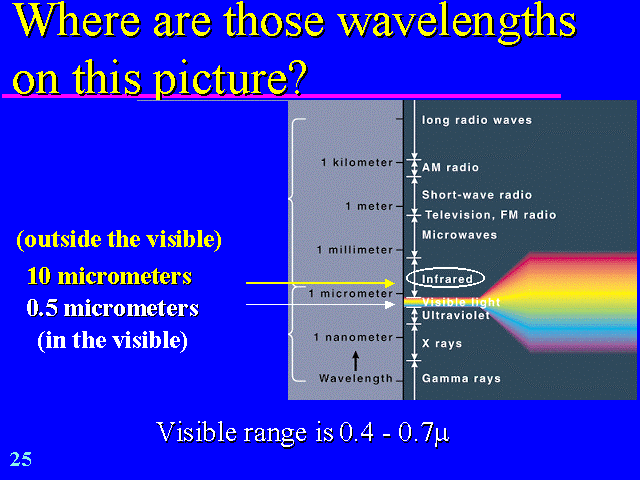 Where are those wavelengths
on this picture?
long radio waves
1 kilometer
AM radio
Short-wave radio
1 meter
Television, FM radio
Microwaves
(outside the visible)
1 millimeter
10 micrometers
Infrared
1 micrometer
0.5 micrometers
Visible light
Ultraviolet
(in the visible)
1 nanometer
X rays
Wavelength
Gamma rays
Visible range is 0.4 - 0.7μ
25